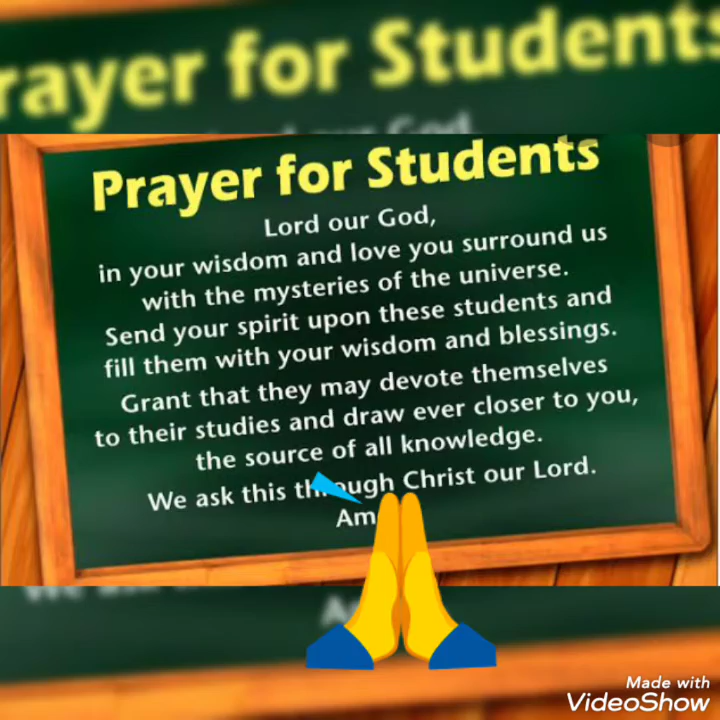 rayer for Students
Prayer for Students
Lord our God,
in your wisdom and love you surround us
with the mysteries of the universe.
Send your spirit upon these students and
fill them with your wisdom and blessings.
Grant that they may devote themselves
to their studies and draw ever closer to you,
the source of all knowledge.
We ask this through Christ our Lord.
Am
Made with
VideoShow